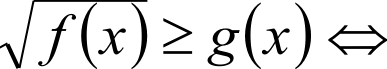 √f(x) ≥ g(x) ⇔